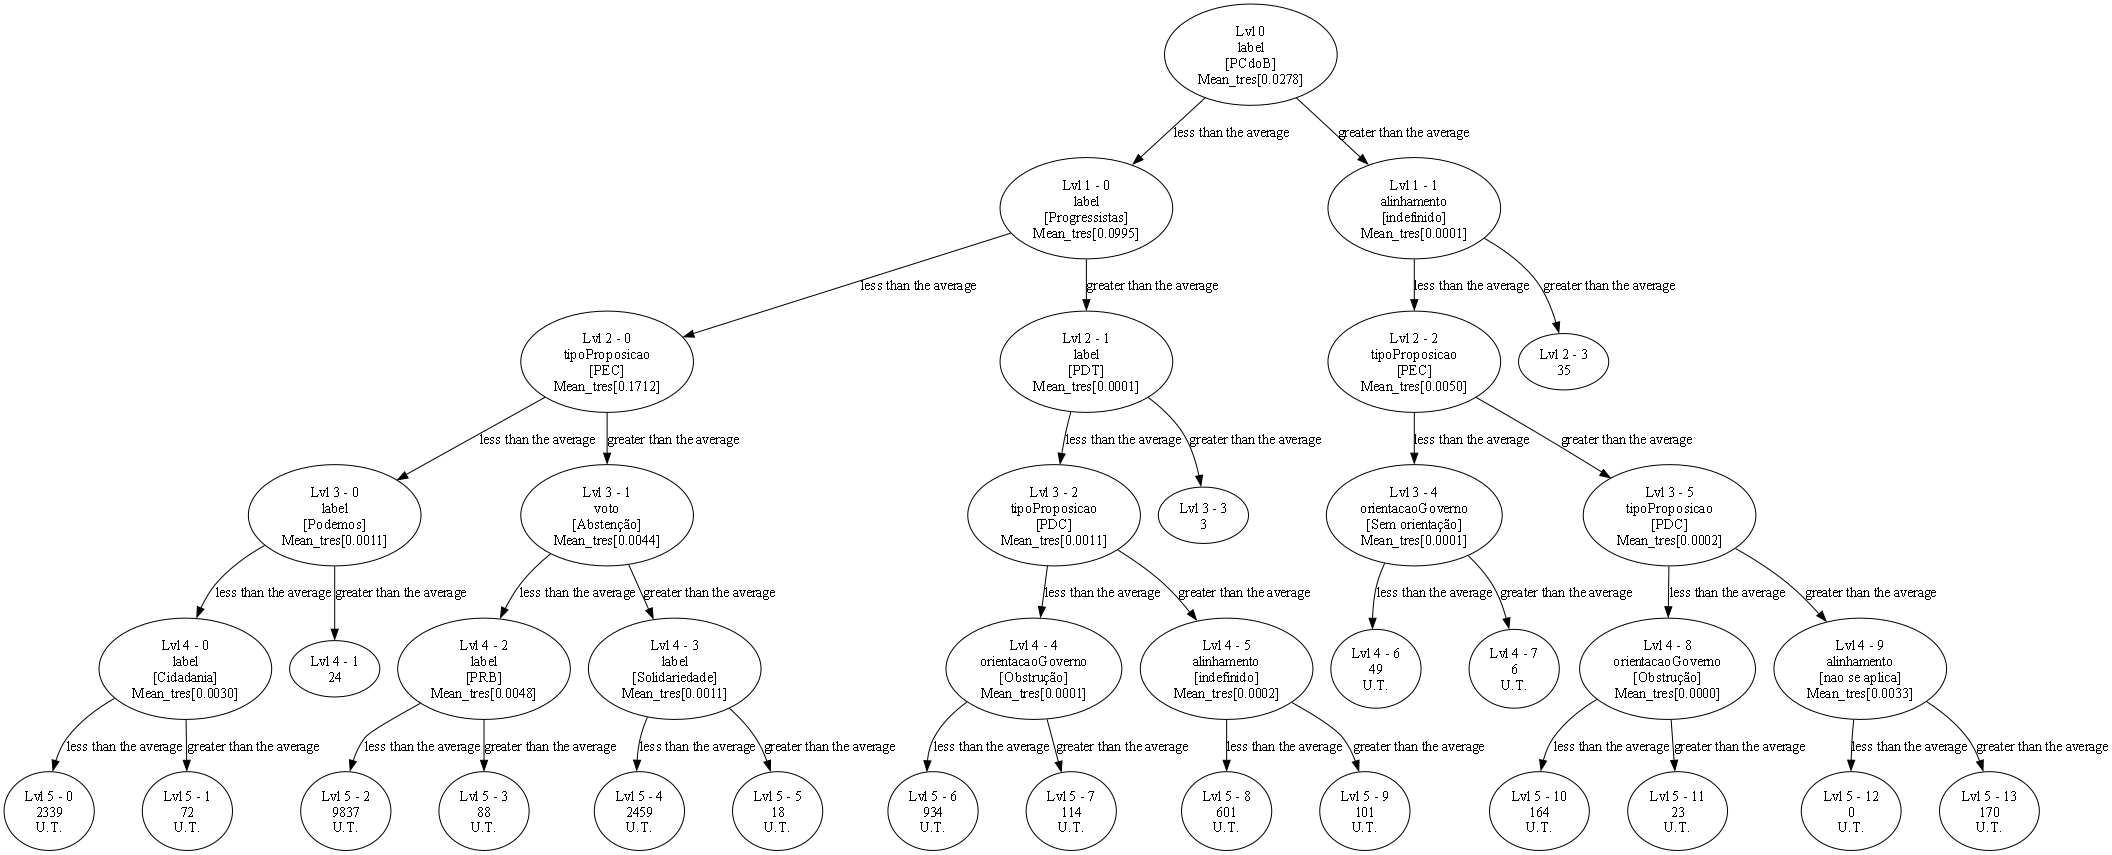 Lvl 0
label
[PCdoB]
Mean_tres[0.0278]
less than the average
greater than the average
Lvl 1 - 0
label
[Progressistas]
Mean_tres[0.0995]
Lvl 1 - 1
alinhamento
[indefinido]
Mean_tres[0.0001]
less than the average
greater than the average
less than the average
greater than the average
Lvl 2 - 0
tipoProposicao
[PEC]
Mean_tres[0.1712]
Lvl 2 - 1
label
[PDT]
Mean_tres[0.0001]
Lvl 2 - 2
tipoProposicao
[PEC]
Mean_tres[0.0050]
Lvl 2 - 3
35
less than the average
greater than the average
less than the average
greater than the average
less than the average
greater than the average
Lvl 3 - 0
label
[Podemos]
Mean_tres[0.0011]
Lvl 3 - 1
voto
[Abstenção]
Mean_tres[0.0044]
Lvl 3 - 2
tipoProposicao
[PDC]
Mean_tres[0.0011]
Lvl 3 - 3
3
Lvl 3 - 4
orientacaoGoverno
[Sem orientação]
Mean_tres[0.0001]
Lvl 3 - 5
tipoProposicao
[PDC]
Mean_tres[0.0002]
less than the average
greater than the average
less than the average
greater than the average
less than the average
greater than the average
less than the average
greater than the average
less than the average
greater than the average
Lvl 4 - 0
label
[Cidadania]
Mean_tres[0.0030]
Lvl 4 - 1
24
Lvl 4 - 2
label
[PRB]
Mean_tres[0.0048]
Lvl 4 - 3
label
[Solidariedade]
Mean_tres[0.0011]
Lvl 4 - 4
orientacaoGoverno
[Obstrução]
Mean_tres[0.0001]
Lvl 4 - 5
alinhamento
[indefinido]
Mean_tres[0.0002]
Lvl 4 - 6
49
U.T.
Lvl 4 - 7
6
U.T.
Lvl 4 - 8
orientacaoGoverno
[Obstrução]
Mean_tres[0.0000]
Lvl 4 - 9
alinhamento
[nao se aplica]
Mean_tres[0.0033]
less than the average
greater than the average
less than the average
greater than the average
less than the average
greater than the average
less than the average
greater than the average
less than the average
greater than the average
less than the average
greater than the average
less than the average
greater than the average
Lvl 5 - 0
2339
U.T.
Lvl 5 - 1
72
U.T.
Lvl 5 - 2
9837
U.T.
Lvl 5 - 3
88
U.T.
Lvl 5 - 4
2459
U.T.
Lvl 5 - 5
18
U.T.
Lvl 5 - 6
934
U.T.
Lvl 5 - 7
114
U.T.
Lvl 5 - 8
601
U.T.
Lvl 5 - 9
101
U.T.
Lvl 5 - 10
164
U.T.
Lvl 5 - 11
23
U.T.
Lvl 5 - 12
0
U.T.
Lvl 5 - 13
170
U.T.